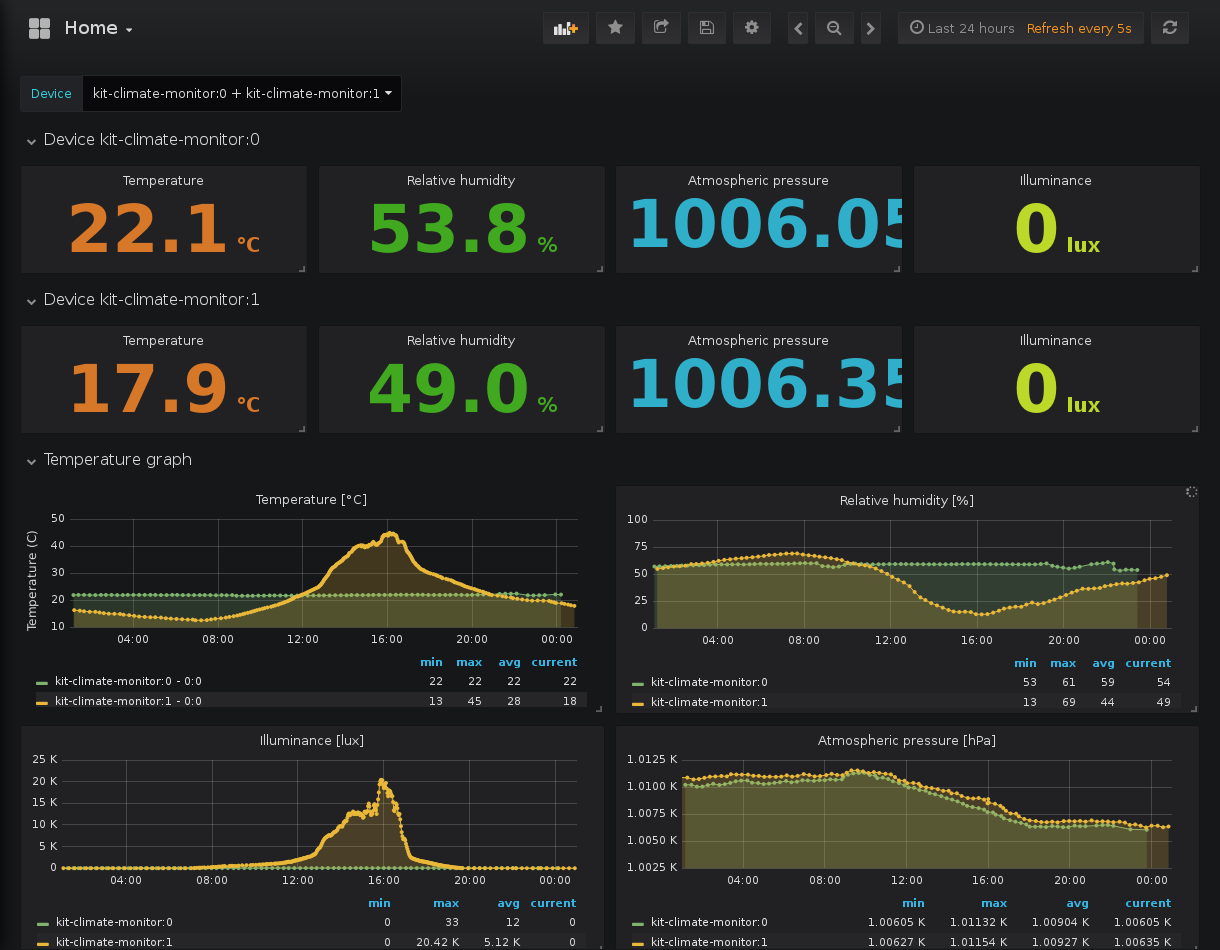 Home
Last 24 hours Refresh every 5s
Device kit-climate-monitor:0 + kit-climate-monitor:1
Device kit-climate-monitor:0
Temperature Relative humidity Atmospheric pressure Illuminance
22.1 °C 53.8 % 1006.05 0 lux
Device kit-climate-monitor:1
Temperature Relative humidity Atmospheric pressure Illuminance
17.9 °C 49.0 % 1006.35 0 lux
Temperature graph
Temperature [°C]
Temperature (C)
50
40
30
20
10
04:00 08:00 12:00 16:00 20:00 00:00
min max avg current
kit-climate-monitor:0 - 0:0 22 22 22 22
kit-climate-monitor:1 - 0:0 13 45 28 18
Relative humidity [%]
100
75
50
25
0
04:00 08:00 12:00 16:00 20:00 00:00
min max avg current
kit-climate-monitor:0 53 61 59 54
kit-climate-monitor:1 13 69 44 49
Illuminance [lux]
25 K
20 K
15 K
10 K
5 K
0
04:00 08:00 12:00 16:00 20:00 00:00
min max avg current
kit-climate-monitor:0 0 33 12 0
kit-climate-monitor:1 0 20.42 K 5.12 K 0
Atmospheric pressure [hPa]
1.0125 K
1.0100 K
1.0075 K
1.0050 K
1.0025 K
04:00 08:00 12:00 16:00 20:00 00:00
min max avg current
kit-climate-monitor:0 1.00605 K 1.01132 K 1.00904 K 1.00605 K
kit-climate-monitor:1 1.00627 K 1.01154 K 1.00927 K 1.00635 K